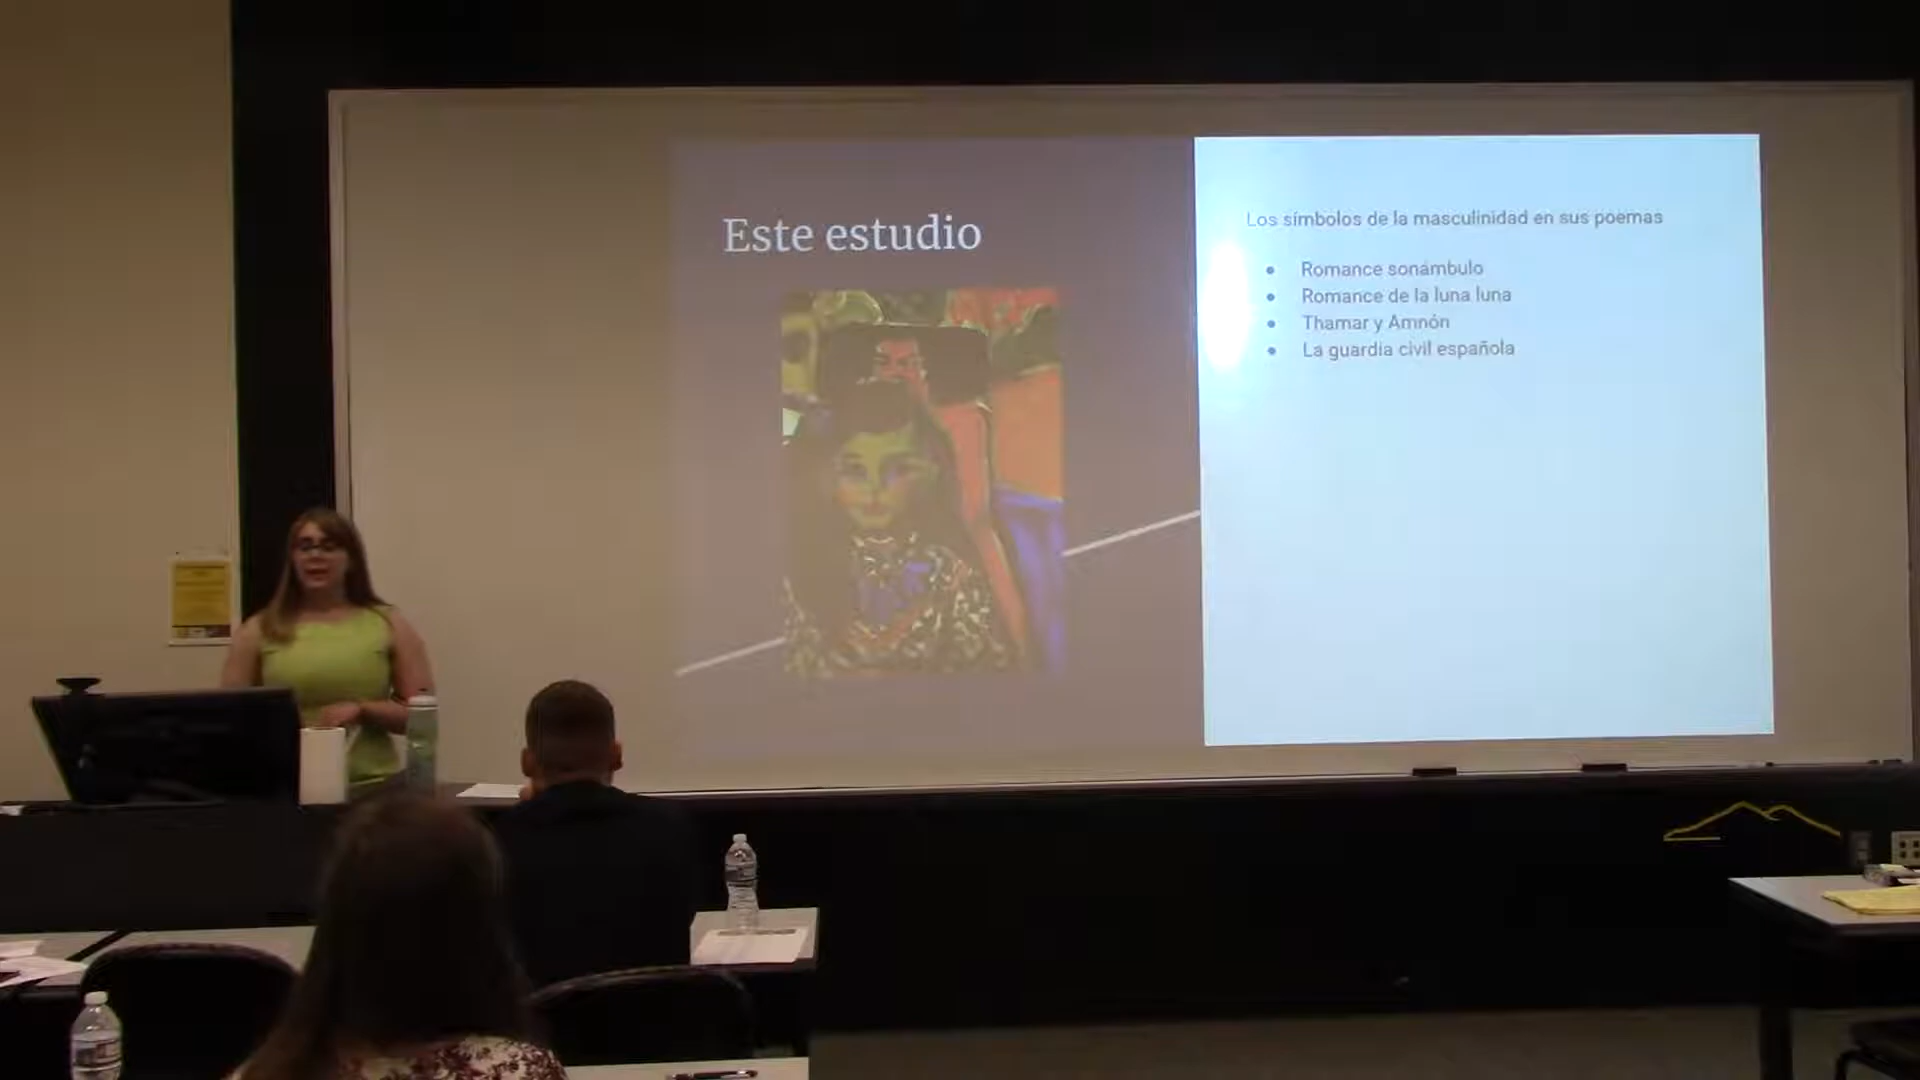 Este estudio
Los símbolos de la masculinidad en sus poemas
Romance sonámbulo
Romance de la luna luna
Thamar y Amnón
La guardia civil española